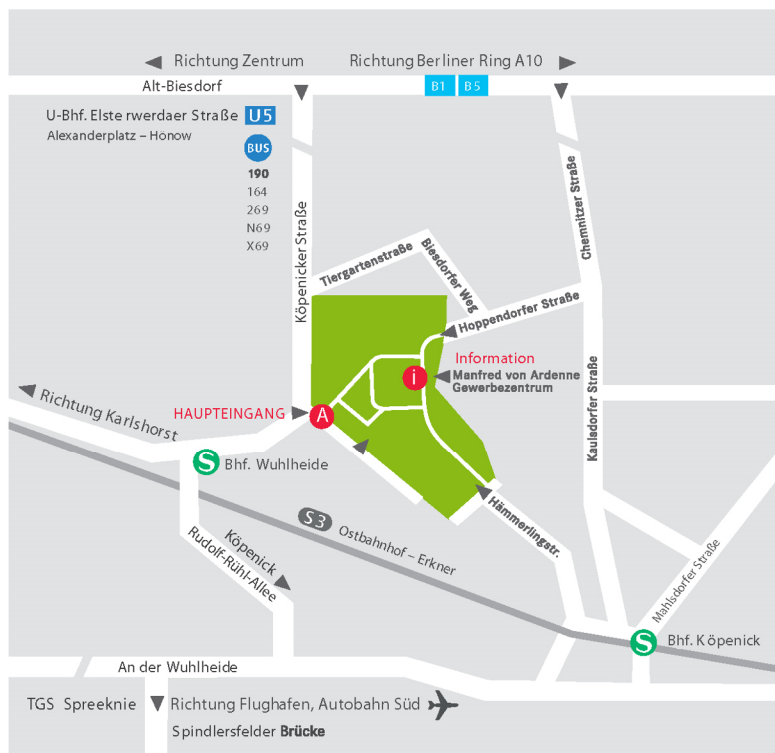 Richtung Zentrum
Richtung Berliner Ring A10
Alt-Biesdorf
B1 B5
U-Bhf. Elste rwerdaer Straße U5
Alexanderplatz – Hönow
BUS
190
164
269
N69
X69
Köpenicker Straße
Chemnitzer Straße
Tiergartenstraße
Biesdorfer Weg
Hoppendorfer Straße
Information
i
Manfred von Ardenne
Gewerbezentrum
Kaulsdorfer Straße
Richtung Karlshorst
HAUPTEINGANG
A
S
Bhf. Wuhlheide
Hämmerlingstr.
S3
Ostbahnhof – Erkner
Köpenick
Rudolf-Rühl-Allee
Mahlsdorfer Straße
S
Bhf. Köpenick
An der Wuhlheide
TGS Spreeknie
Richtung Flughafen, Autobahn Süd
Spindlersfelder Brücke